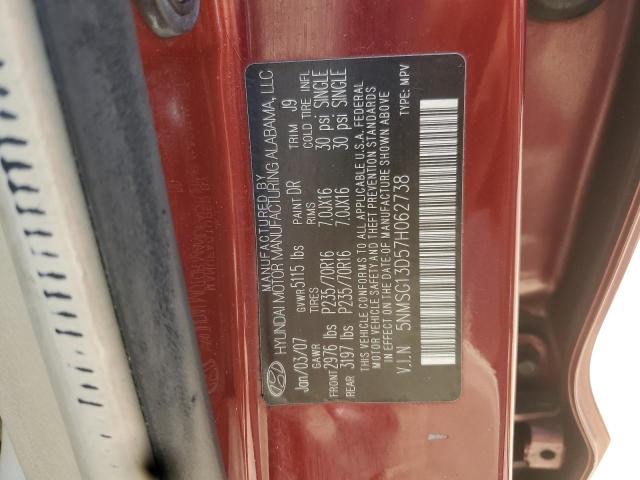 MANUFACTURED BY
HYUNDAI MOTOR MANUFACTURING ALABAMA, LLC
Jan/03/07 GVWR 5115 lbs PAINT DR TRIM J9
GAWR TIRES RIMS COLD TIRE INFL
FRONT 2976 lbs P235/70R16 7.0JX16 30 psi SINGLE
REAR 3197 lbs P235/70R16 7.0JX16 30 psi SINGLE
THIS VEHICLE CONFORMS TO ALL APPLICABLE U.S.A. FEDERAL
MOTOR VEHICLE SAFETY AND THEFT PREVENTION STANDARDS
IN EFFECT ON THE DATE OF MANUFACTURE SHOWN ABOVE
V.I.N 5NMSG13D57H062738 TYPE: MPV